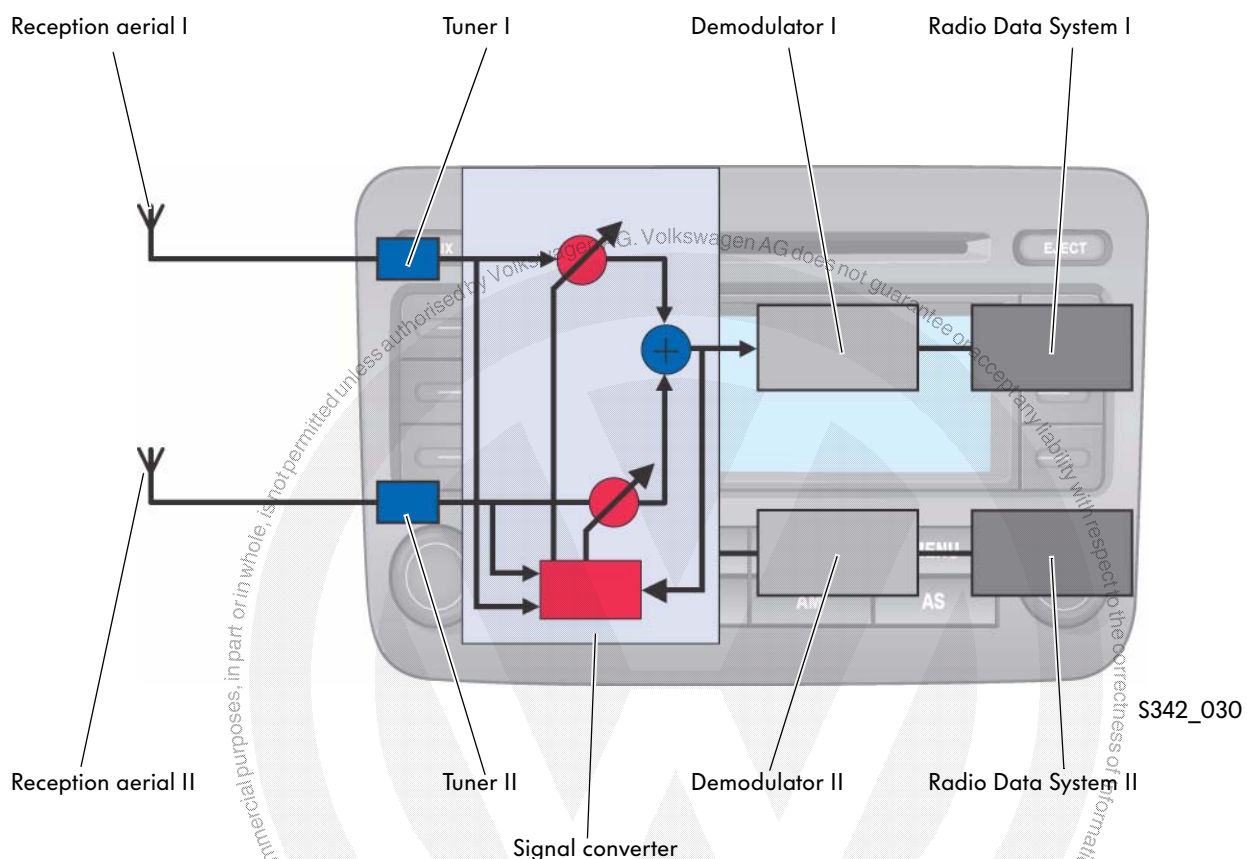 Reception aerial I
Tuner I
Demodulator I
Radio Data System I
authorised by Volkswagen AG. Volkswagen AG does not guarantee or accept any liability with respect to the correctness of
commercial purposes, in part or in whole, is not permitted unless
EJECT
MENU
AM
AS
S342_030
Reception aerial II
Tuner II
Demodulator II
Radio Data System II
Signal converter